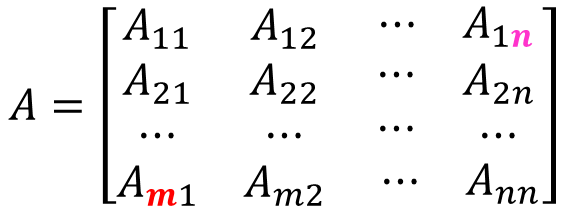 A₁₁ A₁₂ ⋯ A₁ₙ
A = A₂₁ A₂₂ ⋯ A₂ₙ
⋯ ⋯ ⋯ ⋯
Aₘ₁ Aₘ₂ ⋯ Aₙₙ